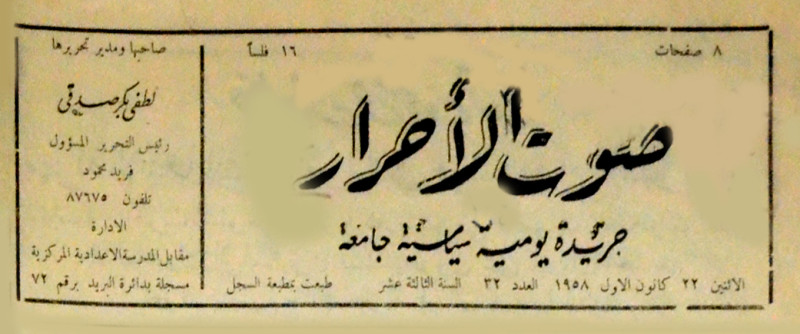 ٨ صفحات
١٦ فلساً
صوت الأحرار
جريدة يومية سياسية جامعة
الاثنين ٢٢ كانون الاول ١٩٥٨ العدد ٣٢ السنة الثالثة عشر طبعت بمطبعة السجل
صاحبها ومدير تحريرها
لطفي بكر صدقي
رئيس التحرير المسؤول
فريد محمود
تلفون ٨٧٦٧٥
الادارة
مقابل المدرسة الاعدادية المركزية
مسجلة بدائرة البريد برقم ٧٢